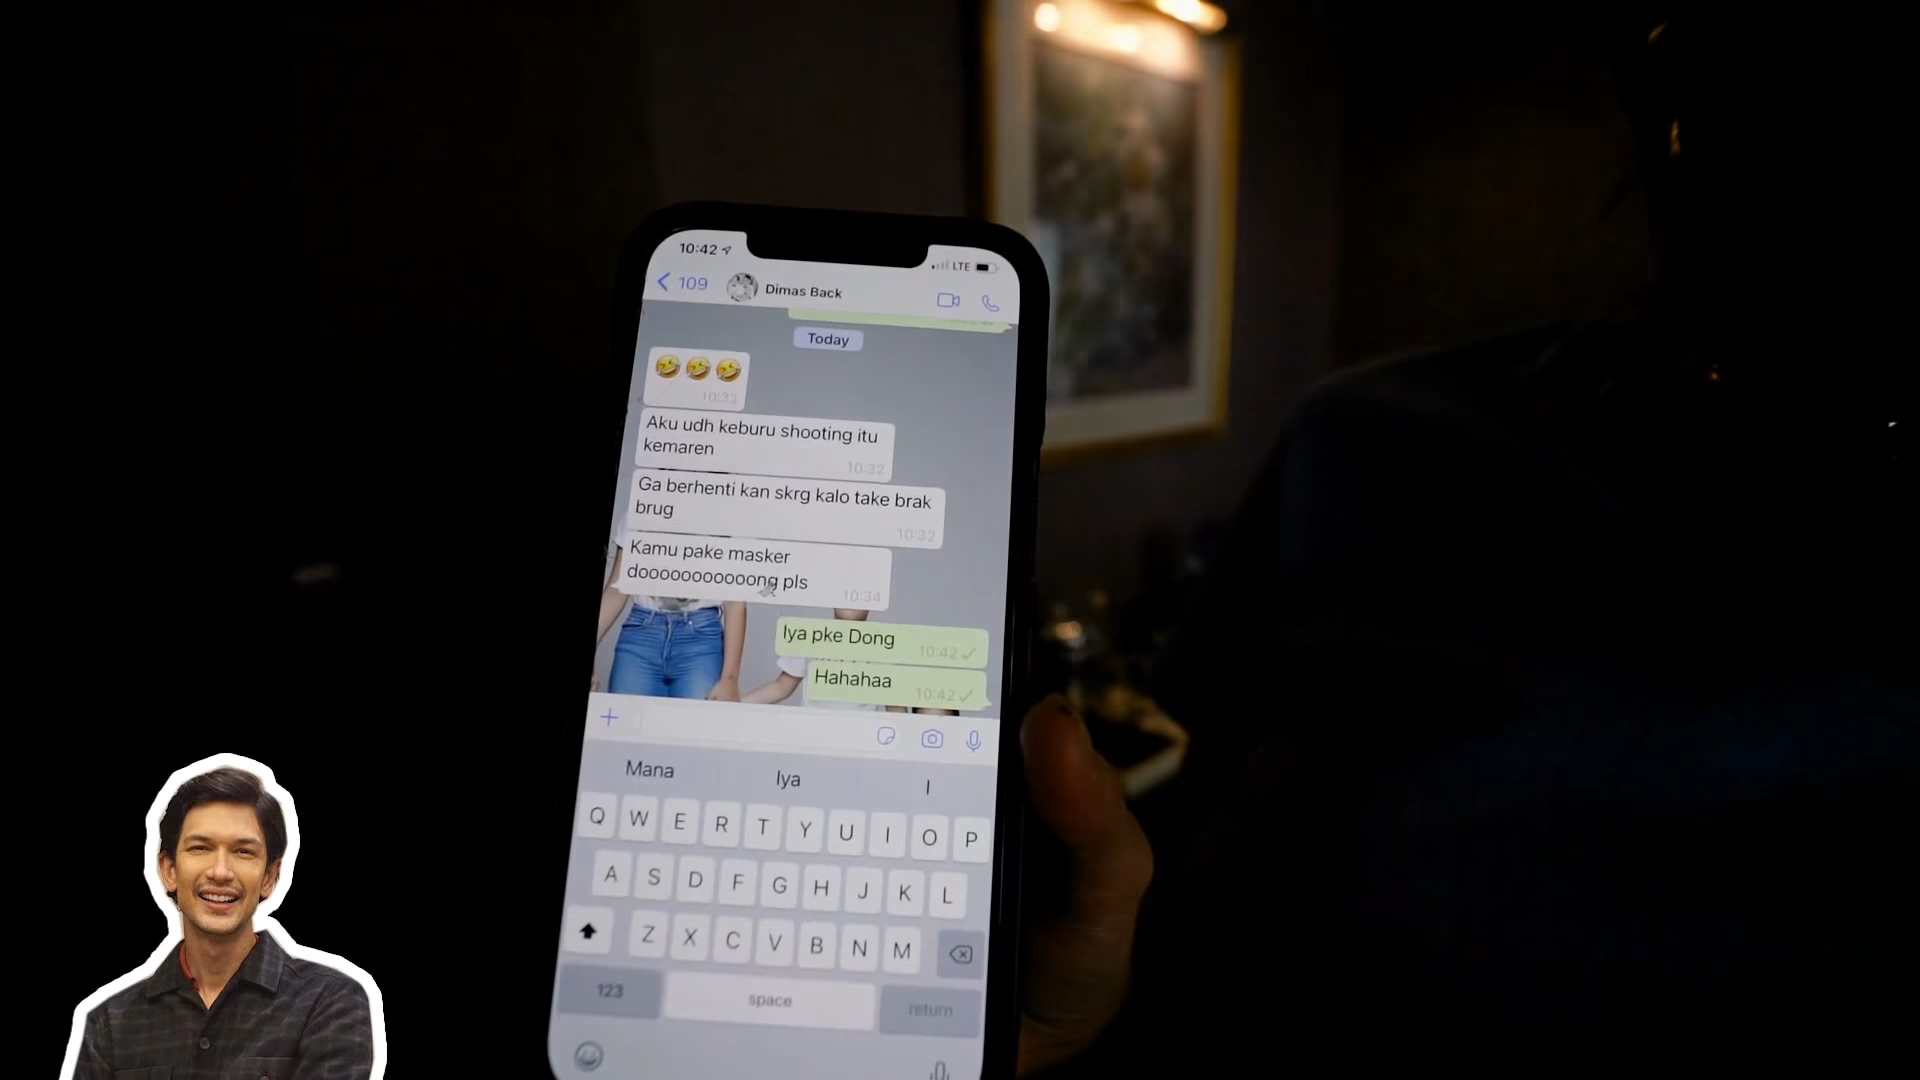 10:42
LTE
109
Dimas Back
Today
10:33
Aku udh keburu shooting itu
kemaren
10:32
Ga berhenti kan skrg kalo take brak
brug
10:32
Kamu pake masker
dooooooooooong pls
10:34
Iya pke Dong
10:42
Hahahaa
10:42
Mana Iya I
Q W E R T Y U I O P
A S D F G H J K L
Z X C V B N M
123 space return